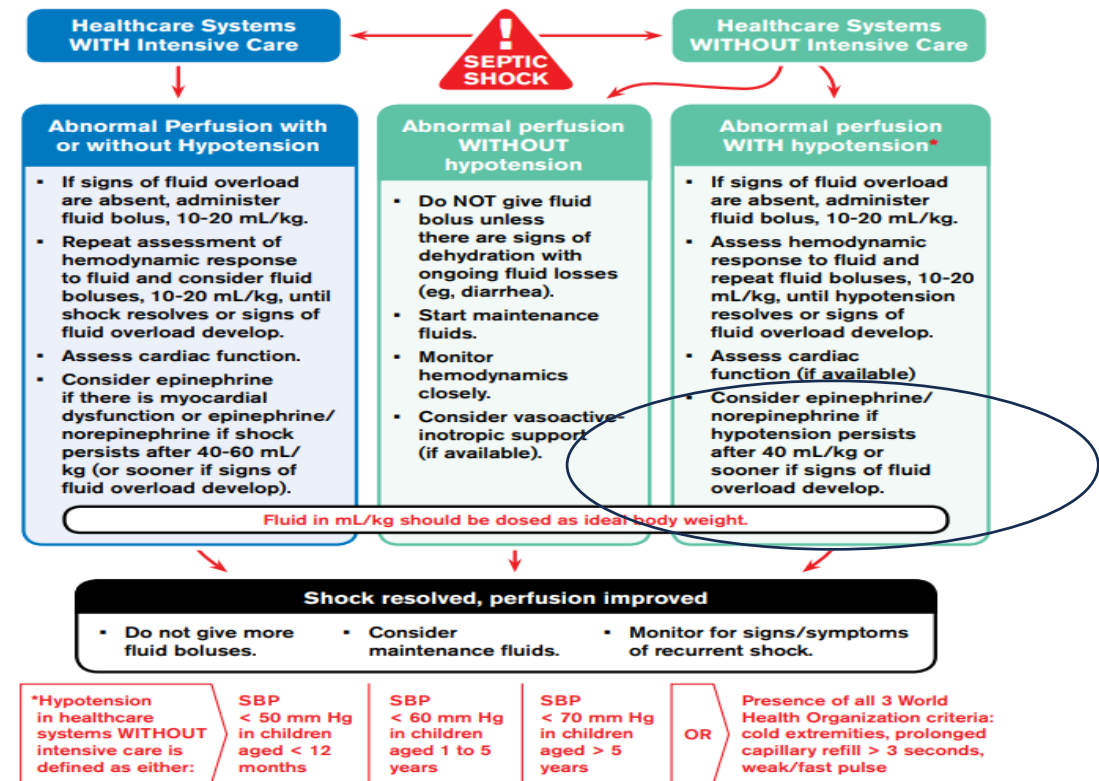 Healthcare Systems
WITH Intensive Care
!
SEPTIC
SHOCK
Healthcare Systems
WITHOUT Intensive Care
Abnormal Perfusion with
or without Hypotension
▪ If signs of fluid overload
are absent, administer
fluid bolus, 10-20 mL/kg.
▪ Repeat assessment of
hemodynamic response
to fluid and consider fluid
boluses, 10-20 mL/kg, until
shock resolves or signs of
fluid overload develop.
▪ Assess cardiac function.
▪ Consider epinephrine
if there is myocardial
dysfunction or epinephrine/
norepinephrine if shock
persists after 40-60 mL/
kg (or sooner if signs of
fluid overload develop).
Abnormal perfusion
WITHOUT
hypotension
▪ Do NOT give fluid
bolus unless
there are signs of
dehydration with
ongoing fluid losses
(eg, diarrhea).
▪ Start maintenance
fluids.
▪ Monitor
hemodynamics
closely.
▪ Consider vasoactive-
inotropic support
(if available).
Abnormal perfusion
WITH hypotension*
▪ If signs of fluid overload
are absent, administer
fluid bolus, 10-20 mL/kg.
▪ Assess hemodynamic
response to fluid and
repeat fluid boluses, 10-20
mL/kg, until hypotension
resolves or signs of
fluid overload develop.
▪ Assess cardiac
function (if available)
▪ Consider epinephrine/
norepinephrine if
hypotension persists
after 40 mL/kg or
sooner if signs of fluid
overload develop.
Fluid in mL/kg should be dosed as ideal body weight.
Shock resolved, perfusion improved
▪ Do not give more
fluid boluses.
▪ Consider
maintenance fluids.
▪ Monitor for signs/symptoms
of recurrent shock.
*Hypotension
in healthcare
systems WITHOUT
intensive care is
defined as either:
SBP
< 50 mm Hg
in children
aged < 12
months
SBP
< 60 mm Hg
in children
aged 1 to 5
years
SBP
< 70 mm Hg
in children
aged > 5
years
OR
Presence of all 3 World
Health Organization criteria:
cold extremities, prolonged
capillary refill > 3 seconds,
weak/fast pulse